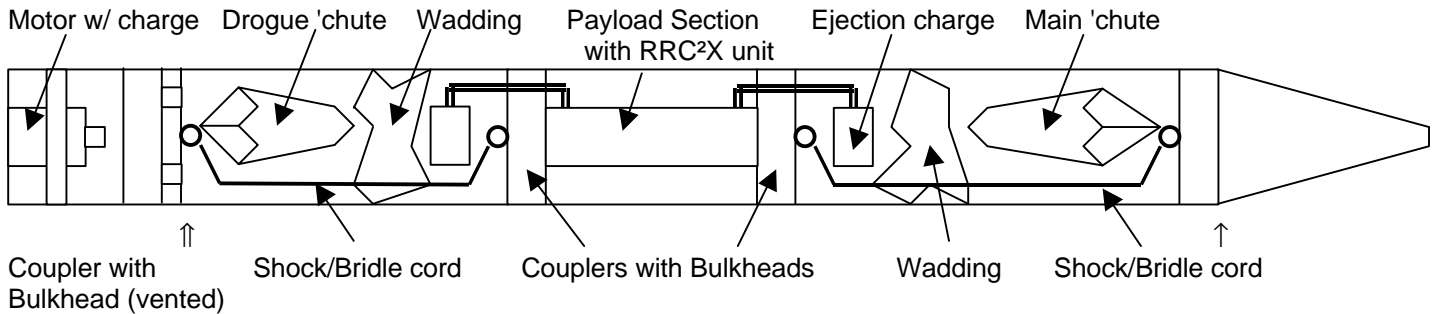 Motor w/ charge Drogue 'chute Wadding Payload Section Ejection charge Main 'chute
with RRC²X unit
⇑ ↑
Coupler with Shock/Bridle cord Couplers with Bulkheads Wadding Shock/Bridle cord
Bulkhead (vented)